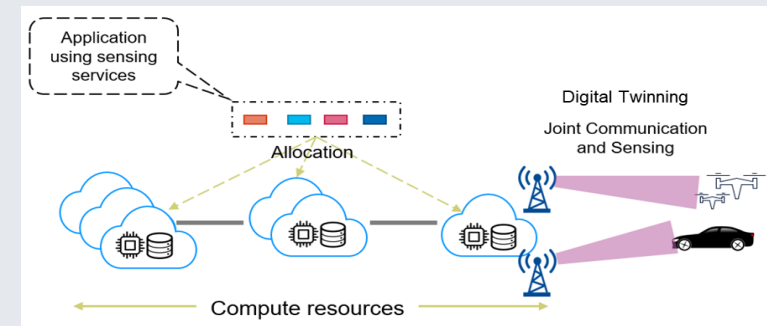 Application
using sensing
services
Allocation
Digital Twinning
Joint Communication
and Sensing
Compute resources